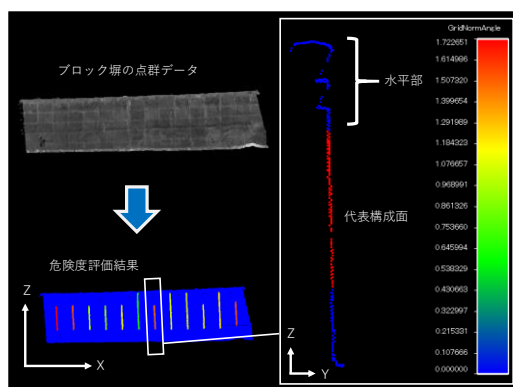 ブロック塀の点群データ
危険度評価結果
Z
X
水平部
代表構成面
Z
Y
GridNormAngle
1.722651
1.614986
1.507320
1.399654
1.291989
1.184323
1.076657
0.968991
0.861326
0.753660
0.645994
0.538329
0.430663
0.322997
0.215331
0.107666
0.000000